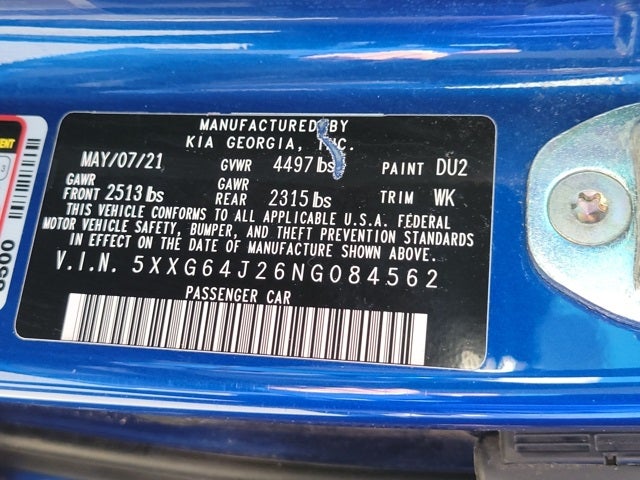 MANUFACTURED BY
KIA GEORGIA, INC.
MAY/07/21 GVWR 4497 lbs PAINT DU2
GAWR FRONT 2513 lbs GAWR REAR 2315 lbs TRIM WK
THIS VEHICLE CONFORMS TO ALL APPLICABLE U.S.A. FEDERAL
MOTOR VEHICLE SAFETY, BUMPER, AND THEFT PREVENTION STANDARDS
IN EFFECT ON THE DATE OF MANUFACTURE SHOWN ABOVE.
V.I.N. 5XXG64J26NG084562
PASSENGER CAR